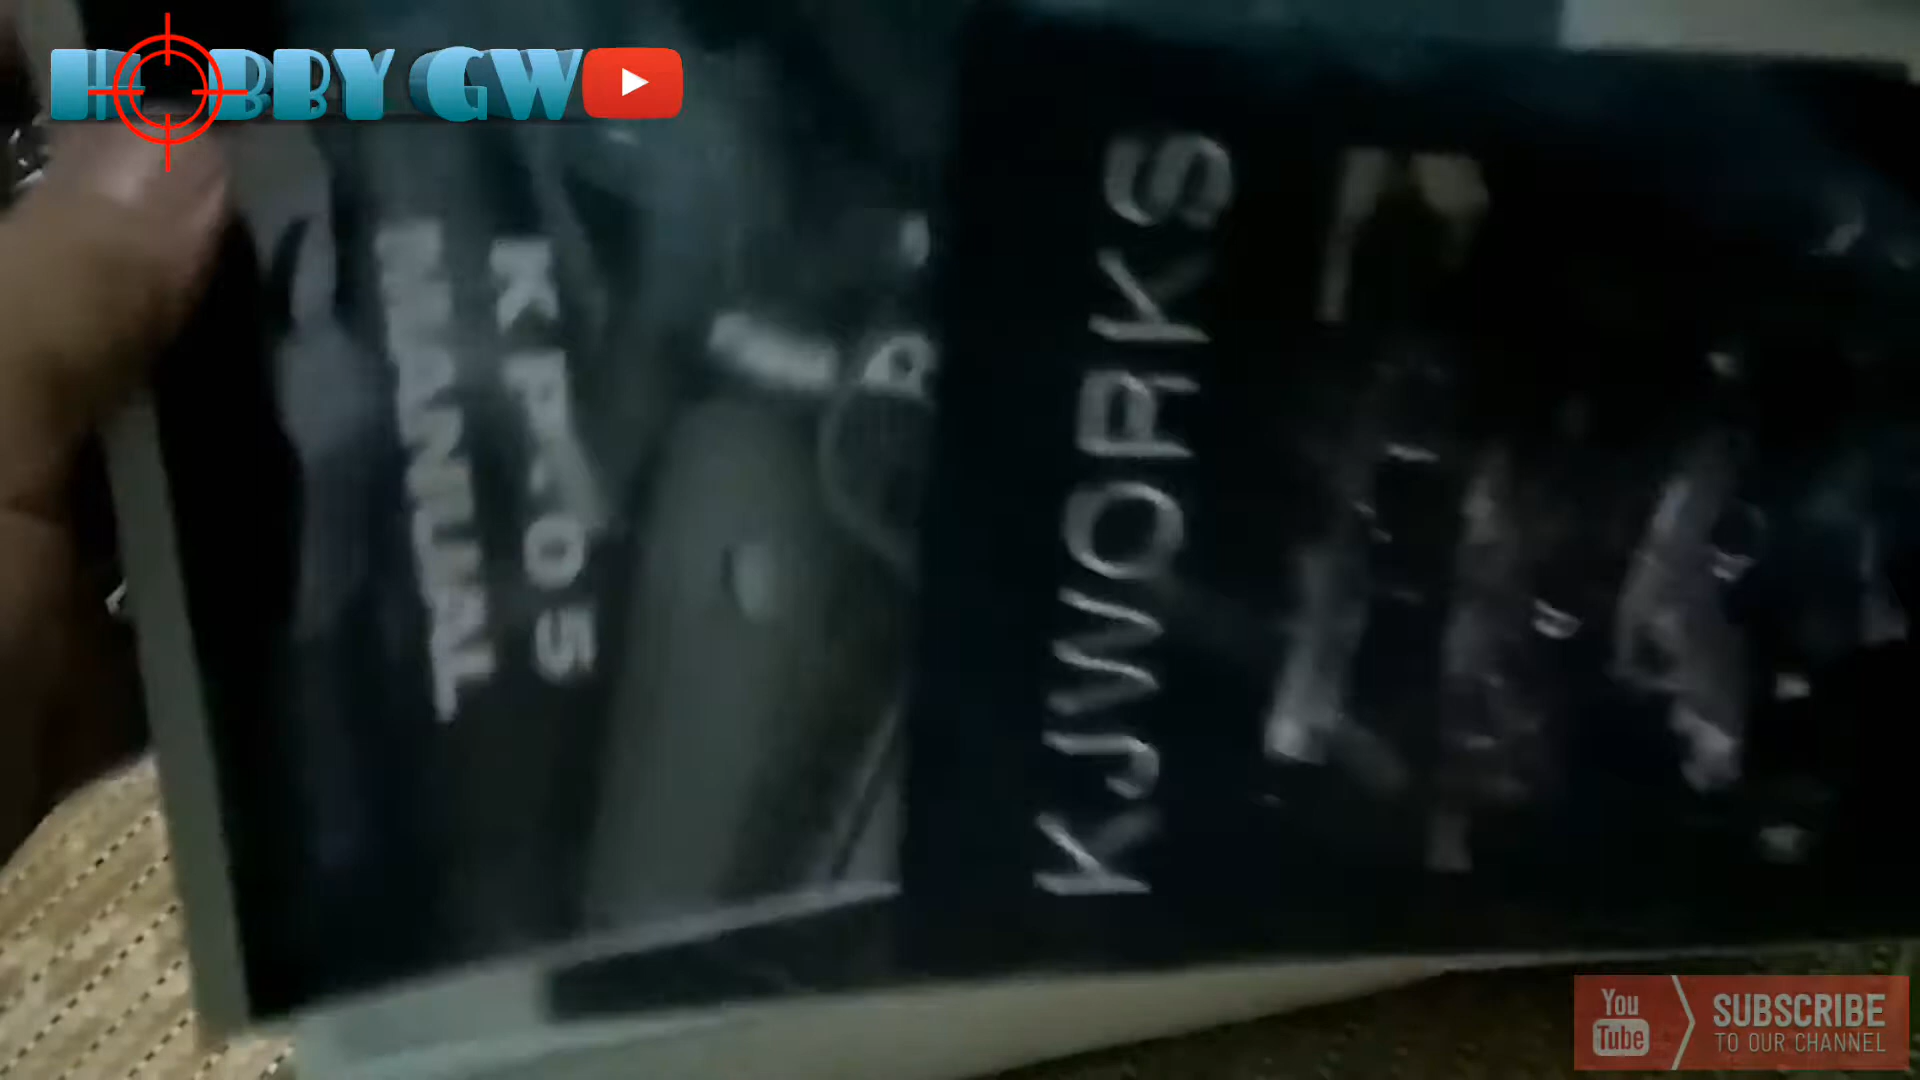 HOBBY GW
MANUAL
KP-05
KJWORKS
You
Tube
SUBSCRIBE
TO OUR CHANNEL